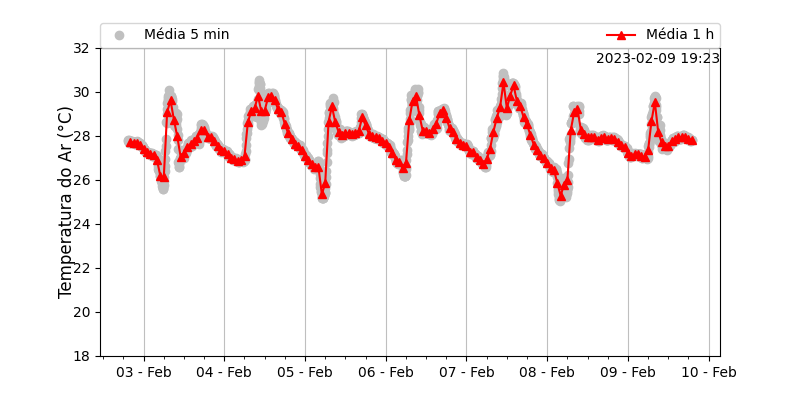 Média 5 min
Média 1 h
2023-02-09 19:23
Temperatura do Ar (°C)
32
30
28
26
24
22
20
18
03 - Feb
04 - Feb
05 - Feb
06 - Feb
07 - Feb
08 - Feb
09 - Feb
10 - Feb